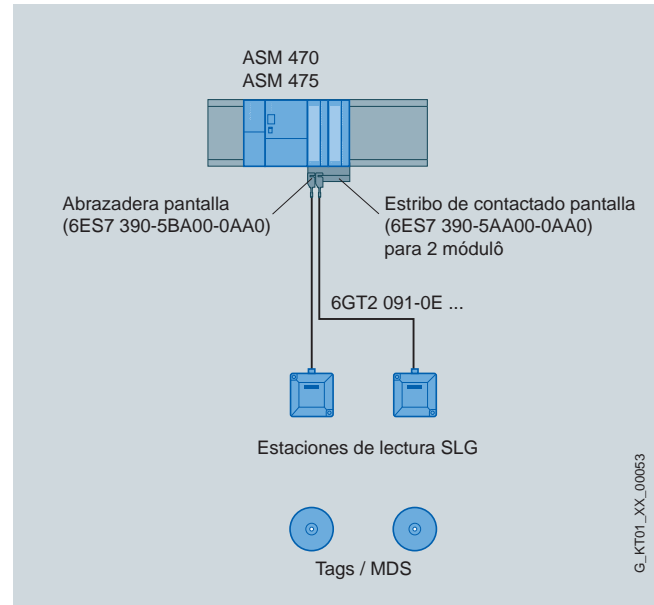 ASM 470
ASM 475
Abrazadera pantalla
(6ES7 390-5BA00-0AA0)
Estribo de contactado pantalla
(6ES7 390-5AA00-0AA0)
para 2 módulô
6GT2 091-0E ...
Estaciones de lectura SLG
Tags / MDS
G_KT01_XX_00053